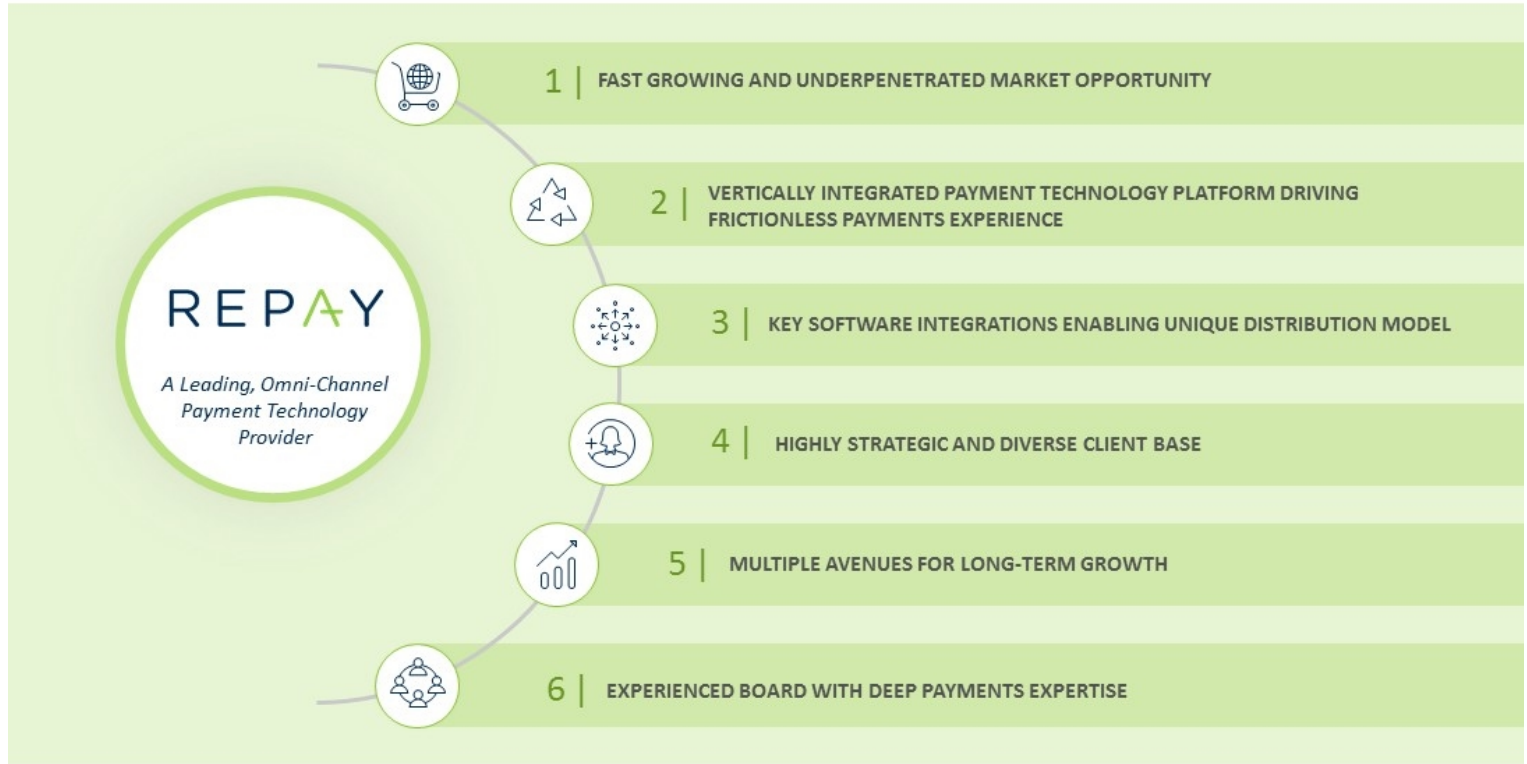 REPAY
A Leading, Omni-Channel
Payment Technology
Provider
1 | FAST GROWING AND UNDERPENETRATED MARKET OPPORTUNITY
2 | VERTICALLY INTEGRATED PAYMENT TECHNOLOGY PLATFORM DRIVING
FRICTIONLESS PAYMENTS EXPERIENCE
3 | KEY SOFTWARE INTEGRATIONS ENABLING UNIQUE DISTRIBUTION MODEL
4 | HIGHLY STRATEGIC AND DIVERSE CLIENT BASE
5 | MULTIPLE AVENUES FOR LONG-TERM GROWTH
6 | EXPERIENCED BOARD WITH DEEP PAYMENTS EXPERTISE